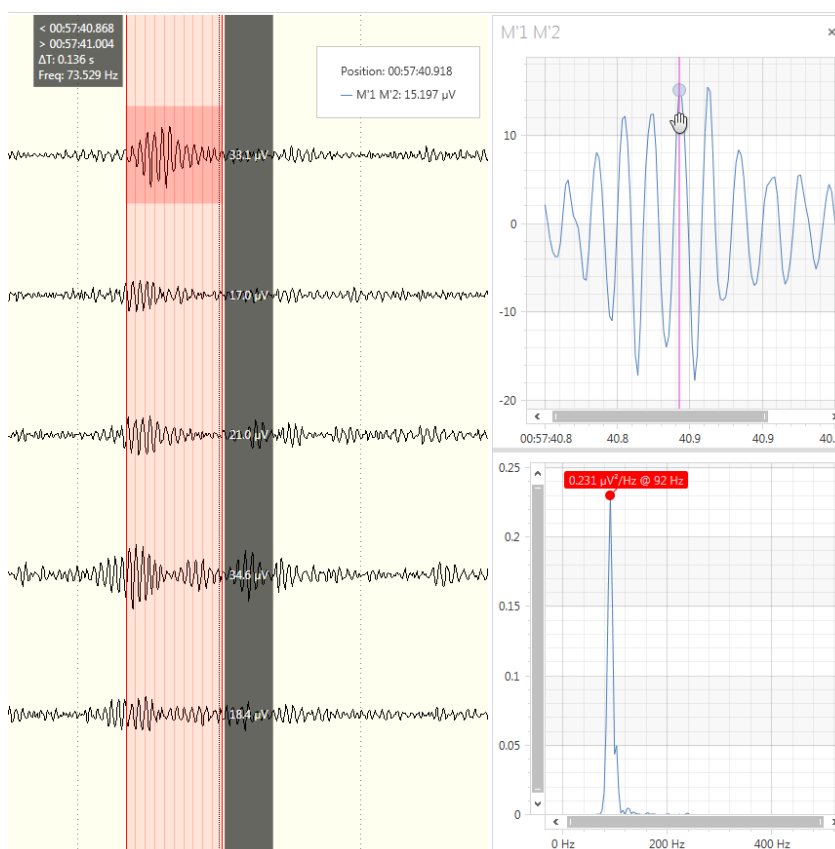 < 00:57:40.868
> 00:57:41.004
ΔT: 0.136 s
Freq: 73.529 Hz
Position: 00:57:40.918
— M'1 M'2: 15.197 µV
33.1 µV
17.0 µV
21.0 µV
34.6 µV
18.4 µV
M'1 M'2
10
0
-10
-20
00:57:40.8 40.8 40.9 40.9 40.
0.231 µV²/Hz @ 92 Hz
0.25
0.2
0.15
0.1
0.05
0
0 Hz 200 Hz 400 Hz